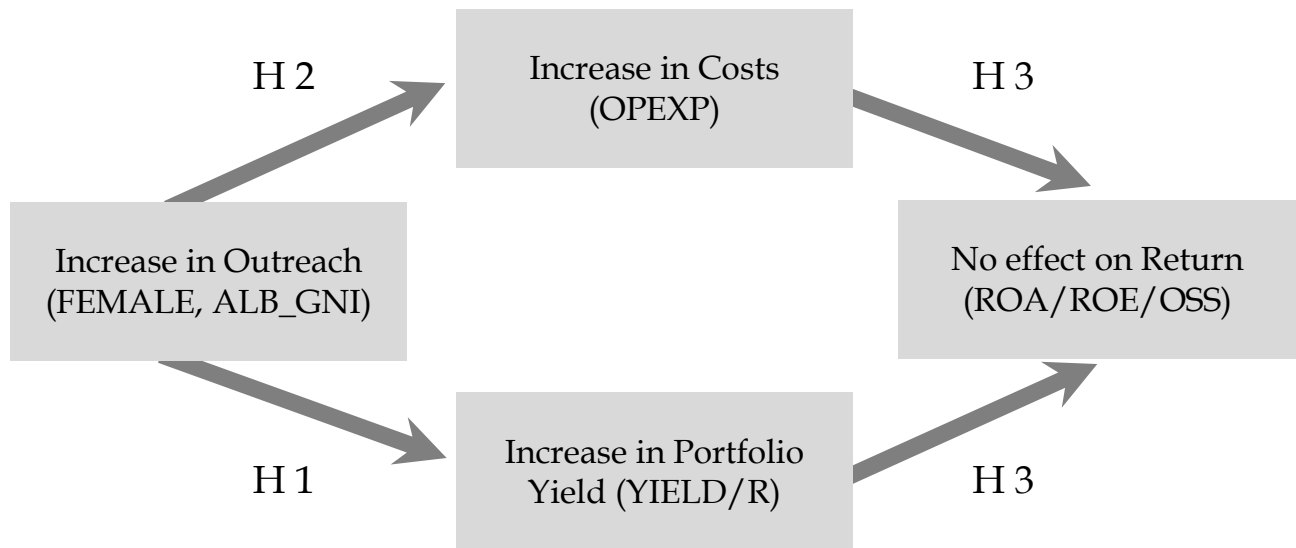 H 2
Increase in Costs
(OPEXP)
H 3
Increase in Outreach
(FEMALE, ALB_GNI)
No effect on Return
(ROA/ROE/OSS)
H 1
Increase in Portfolio
Yield (YIELD/R)
H 3